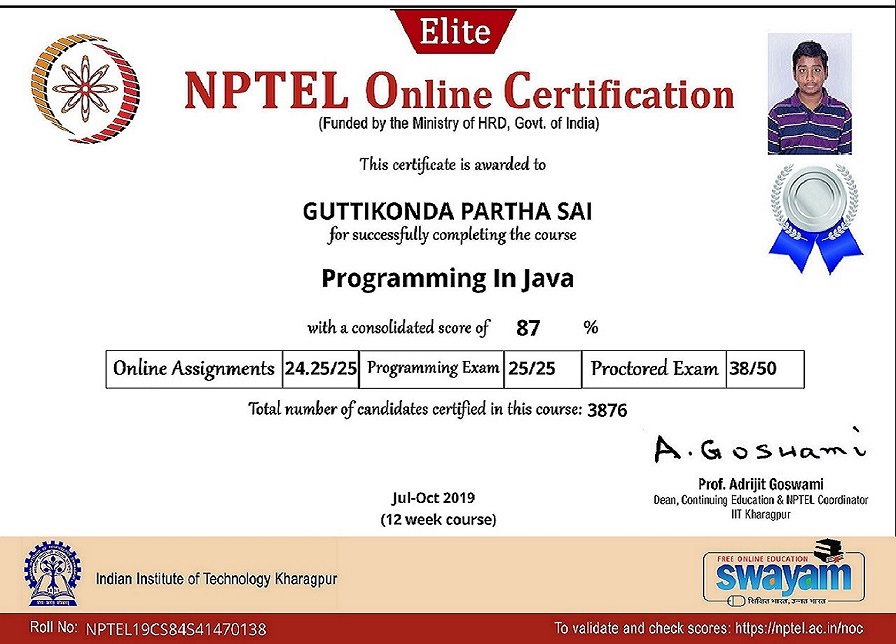 Elite
NPTEL Online Certification
(Funded by the Ministry of HRD, Govt. of India)
This certificate is awarded to
GUTTIKONDA PARTHA SAI
for successfully completing the course
Programming In Java
with a consolidated score of 87 %
Online Assignments 24.25/25 Programming Exam 25/25 Proctored Exam 38/50
Total number of candidates certified in this course: 3876
A. Goswami
Prof. Adrijit Goswami
Dean, Continuing Education & NPTEL Coordinator
IIT Kharagpur
Jul-Oct 2019
(12 week course)
Indian Institute of Technology Kharagpur
FREE ONLINE EDUCATION
swayam
शिक्षित भारत, उन्नत भारत
Roll No: NPTEL19CS84S41470138
To validate and check scores: https://nptel.ac.in/noc